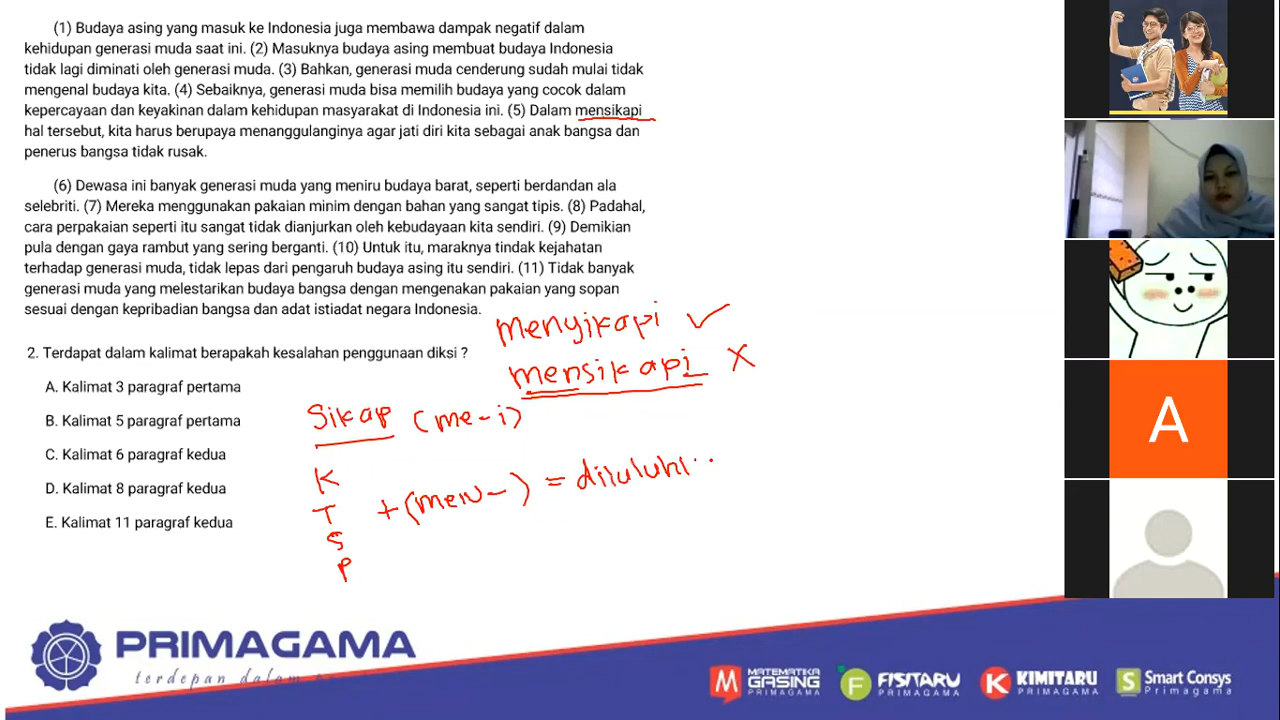 (1) Budaya asing yang masuk ke Indonesia juga membawa dampak negatif dalam
kehidupan generasi muda saat ini. (2) Masuknya budaya asing membuat budaya Indonesia
tidak lagi diminati oleh generasi muda. (3) Bahkan, generasi muda cenderung sudah mulai tidak
mengenal budaya kita. (4) Sebaiknya, generasi muda bisa memilih budaya yang cocok dalam
kepercayaan dan keyakinan dalam kehidupan masyarakat di Indonesia ini. (5) Dalam mensikapi
hal tersebut, kita harus berupaya menanggulanginya agar jati diri kita sebagai anak bangsa dan
penerus bangsa tidak rusak.
(6) Dewasa ini banyak generasi muda yang meniru budaya barat, seperti berdandan ala
selebriti. (7) Mereka menggunakan pakaian minim dengan bahan yang sangat tipis. (8) Padahal,
cara perpakaian seperti itu sangat tidak dianjurkan oleh kebudayaan kita sendiri. (9) Demikian
pula dengan gaya rambut yang sering berganti. (10) Untuk itu, maraknya tindak kejahatan
terhadap generasi muda, tidak lepas dari pengaruh budaya asing itu sendiri. (11) Tidak banyak
generasi muda yang melestarikan budaya bangsa dengan mengenakan pakaian yang sopan
sesuai dengan kepribadian bangsa dan adat istiadat negara Indonesia.
menyikapi ✓
mensikapi X
2. Terdapat dalam kalimat berapakah kesalahan penggunaan diksi ?
A. Kalimat 3 paragraf pertama
B. Kalimat 5 paragraf pertama
C. Kalimat 6 paragraf kedua
D. Kalimat 8 paragraf kedua
E. Kalimat 11 paragraf kedua
Sikap (me-i)
K
T + (meN-) = diluluhi..
S
P
A
PRIMAGAMA
terdepan dalam
MATEMATIKA
GASING
PRIMAGAMA
FISITARU
PRIMAGAMA
KIMITARU
PRIMAGAMA
Smart Consys
Primagama